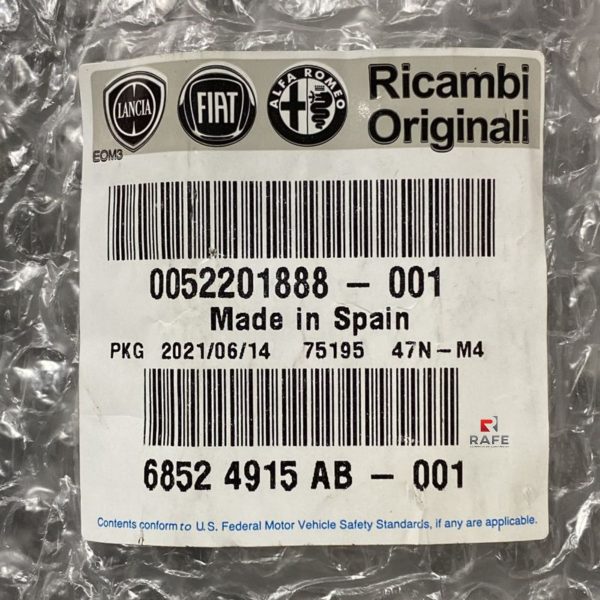 LANCIA
FIAT
ALFA ROMEO
Ricambi
Originali
EOM3
0052201888 - 001
Made in Spain
PKG 2021/06/14 75195 47N-M4
RAFE
6852 4915 AB - 001
Contents conform to U.S. Federal Motor Vehicle Safety Standards, if any are applicable.